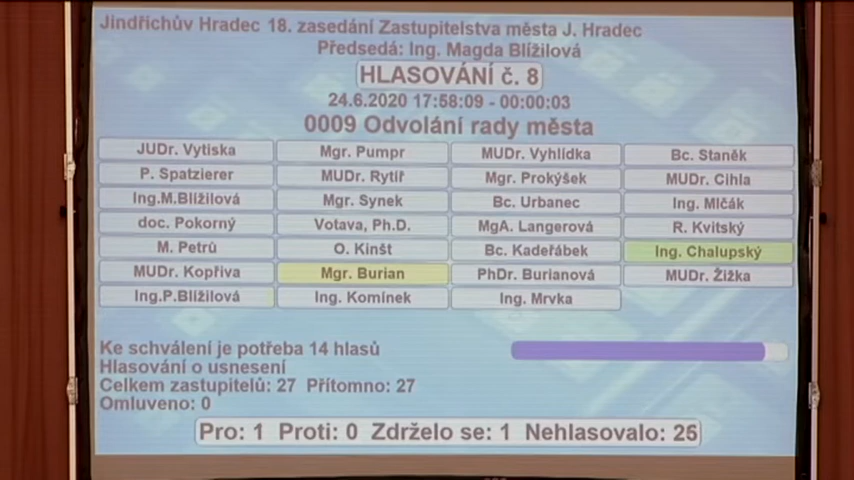 Jindřichův Hradec 18. zasedání Zastupitelstva města J. Hradec
Předsedá: Ing. Magda Blížilová
HLASOVÁNÍ č. 8
24.6.2020 17:58:09 - 00:00:03
0009 Odvolání rady města
JUDr. Vytiska Mgr. Pumpr MUDr. Vyhlídka Bc. Staněk
P. Spatzierer MUDr. Rytíř Mgr. Prokýšek MUDr. Cihla
Ing.M.Blížilová Mgr. Synek Bc. Urbanec Ing. Mlčák
doc. Pokorný Votava, Ph.D. MgA. Langerová R. Kvitský
M. Petrů O. Kinšt Bc. Kadeřábek Ing. Chalupský
MUDr. Kopřiva Mgr. Burian PhDr. Burianová MUDr. Žižka
Ing.P.Blížilová Ing. Komínek Ing. Mrvka
Ke schválení je potřeba 14 hlasů
Hlasování o usnesení
Celkem zastupitelů: 27 Přítomno: 27
Omluveno: 0
Pro: 1 Proti: 0 Zdrželo se: 1 Nehlasovalo: 25